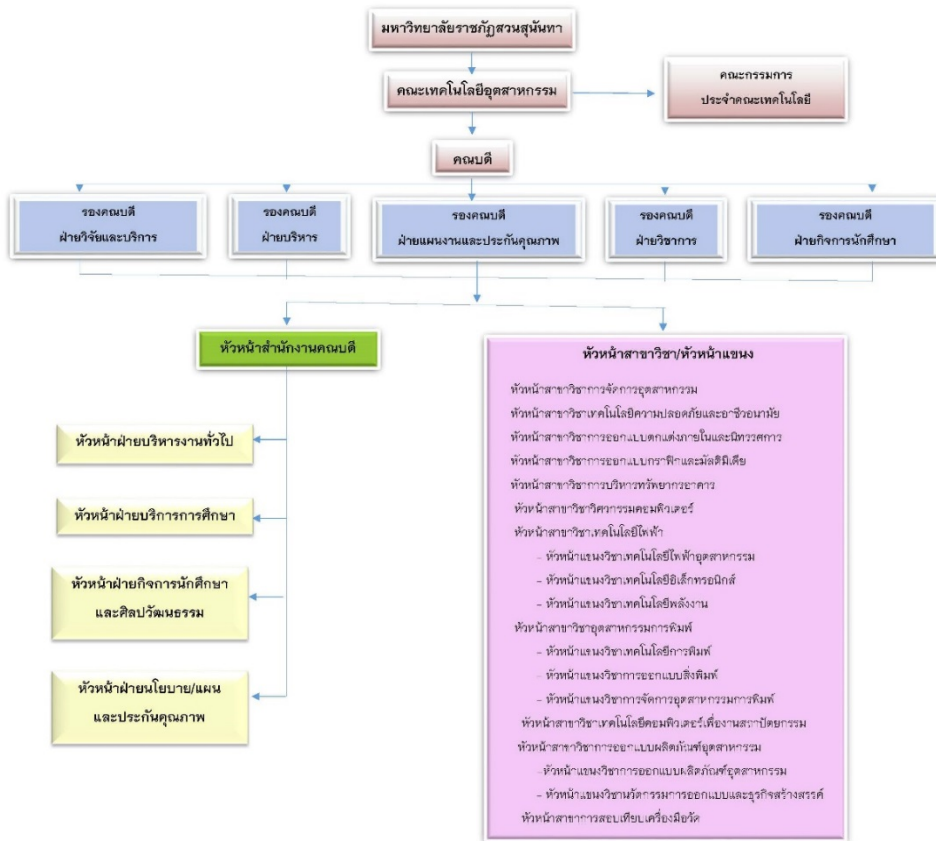 มหาวิทยาลัยราชภัฏสวนสุนันทา
คณะเทคโนโลยีอุตสาหกรรม
คณะกรรมการ
ประจำคณะเทคโนโลยี
คณบดี
รองคณบดี
ฝ่ายวิจัยและบริการ
รองคณบดี
ฝ่ายบริหาร
รองคณบดี
ฝ่ายแผนงานและประกันคุณภาพ
รองคณบดี
ฝ่ายวิชาการ
รองคณบดี
ฝ่ายกิจการนักศึกษา
หัวหน้าสำนักงานคณบดี
หัวหน้าฝ่ายบริหารงานทั่วไป
หัวหน้าฝ่ายบริการการศึกษา
หัวหน้าฝ่ายกิจการนักศึกษา
และศิลปวัฒนธรรม
หัวหน้าฝ่ายนโยบาย/แผน
และประกันคุณภาพ
หัวหน้าสาขาวิชา/หัวหน้าแขนง
หัวหน้าสาขาวิชาการจัดการอุตสาหกรรม
หัวหน้าสาขาวิชาเทคโนโลยีความปลอดภัยและอาชีวอนามัย
หัวหน้าสาขาวิชาการออกแบบตกแต่งภายในและนิทรรศการ
หัวหน้าสาขาวิชาการออกแบบกราฟิกและมัลติมิเดีย
หัวหน้าสาขาวิชาการบริหารทรัพยากรอาคาร
หัวหน้าสาขาวิชาวิศวกรรมคอมพิวเตอร์
หัวหน้าสาขาวิชาเทคโนโลยีไฟฟ้า
- หัวหน้าแขนงวิชาเทคโนโลยีไฟฟ้าอุตสาหกรรม
- หัวหน้าแขนงวิชาเทคโนโลยีอิเล็กทรอนิกส์
- หัวหน้าแขนงวิชาเทคโนโลยีพลังงาน
หัวหน้าสาขาวิชาอุตสาหกรรมการพิมพ์
- หัวหน้าแขนงวิชาเทคโนโลยีการพิมพ์
- หัวหน้าแขนงวิชาการออกแบบสิ่งพิมพ์
- หัวหน้าแขนงวิชาการจัดการอุตสาหกรรมการพิมพ์
หัวหน้าสาขาวิชาเทคโนโลยีคอมพิวเตอร์เพื่องานสถาปัตยกรรม
หัวหน้าสาขาวิชาการออกแบบผลิตภัณฑ์อุตสาหกรรม
-หัวหน้าแขนงวิชาการออกแบบผลิตภัณฑ์อุตสาหกรรม
- หัวหน้าแขนงวิชานวัตกรรมการออกแบบและธุรกิจสร้างสรรค์
หัวหน้าสาขาการสอบเทียบเครื่องมือวัด